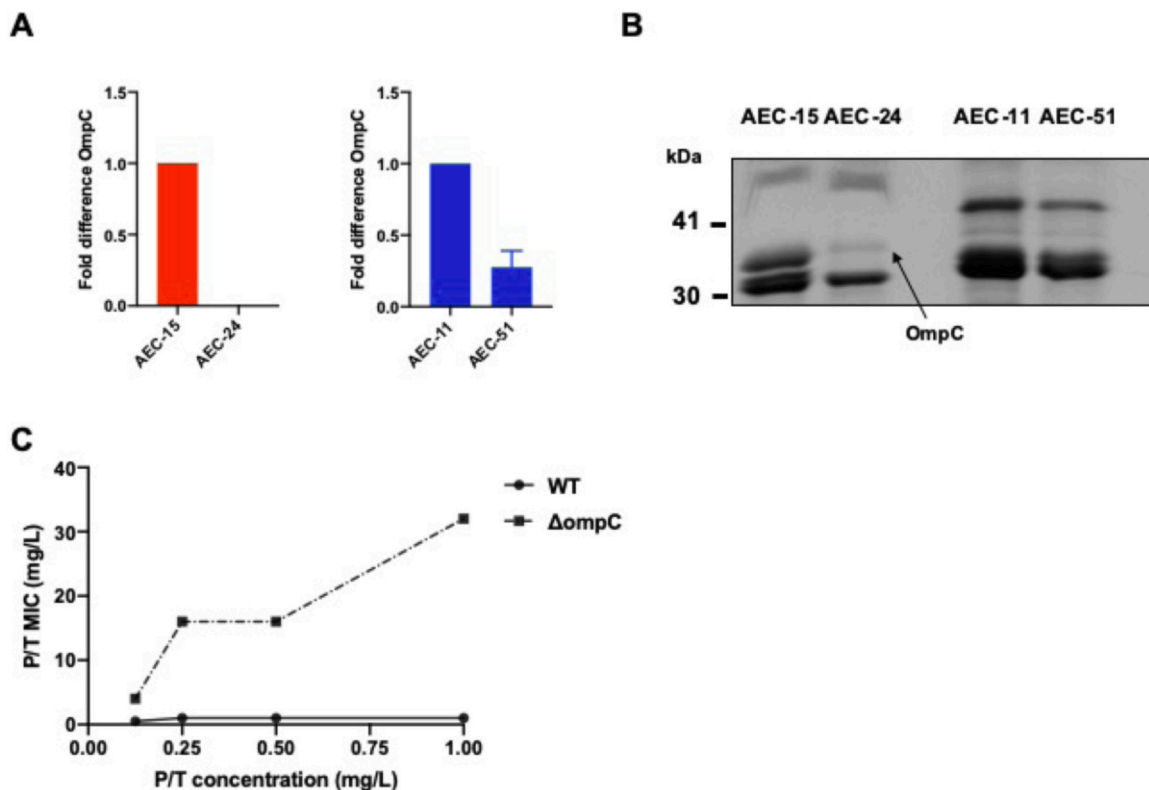 A
Fold difference OmpC
1.5
1.0
0.5
0.0
AEC-15
AEC-24
Fold difference OmpC
1.5
1.0
0.5
0.0
AEC-11
AEC-51
B
AEC-15 AEC-24 AEC-11 AEC-51
kDa
41
30
OmpC
C
P/T MIC (mg/L)
40
30
20
10
0
0.00 0.25 0.50 0.75 1.00
P/T concentration (mg/L)
WT
ΔompC